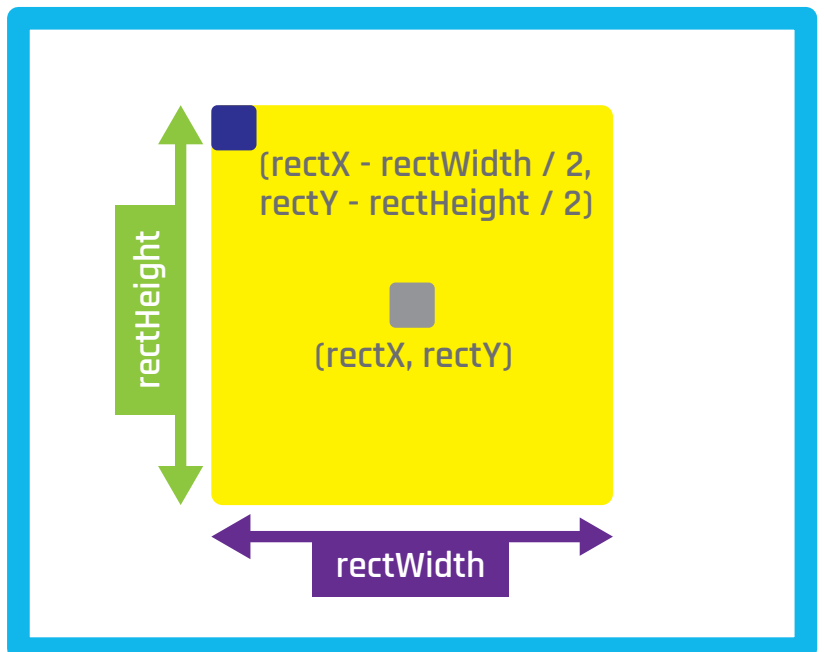 (rectX - rectWidth / 2,
rectY - rectHeight / 2)
rectHeight
(rectX, rectY)
rectWidth